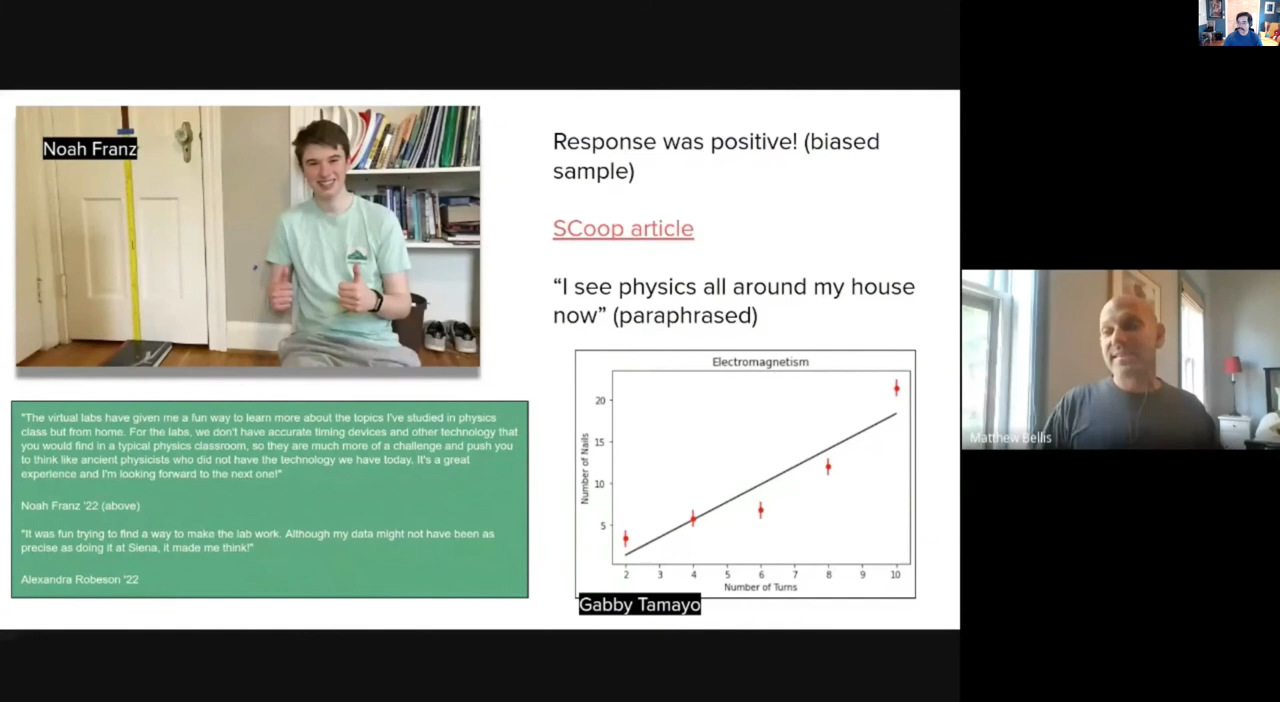 Noah Franz
Response was positive! (biased
sample)
SCoop article
“I see physics all around my house
now” (paraphrased)
"The virtual labs have given me a fun way to learn more about the topics I've studied in physics
class but from home. For the labs, we don't have accurate timing devices and other technology that
you would find in a typical physics classroom, so they are much more of a challenge and push you
to think like ancient physicists who did not have the technology we have today. It's a great
experience and I'm looking forward to the next one!"
Noah Franz '22 (above)
"It was fun trying to find a way to make the lab work. Although my data might not have been as
precise as doing it at Siena, it made me think!"
Alexandra Robeson '22
Electromagnetism
Number of Nails
20
15
10
5
2 3 4 5 6 7 8 9 10
Number of Turns
Gabby Tamayo
Matthew Bellis